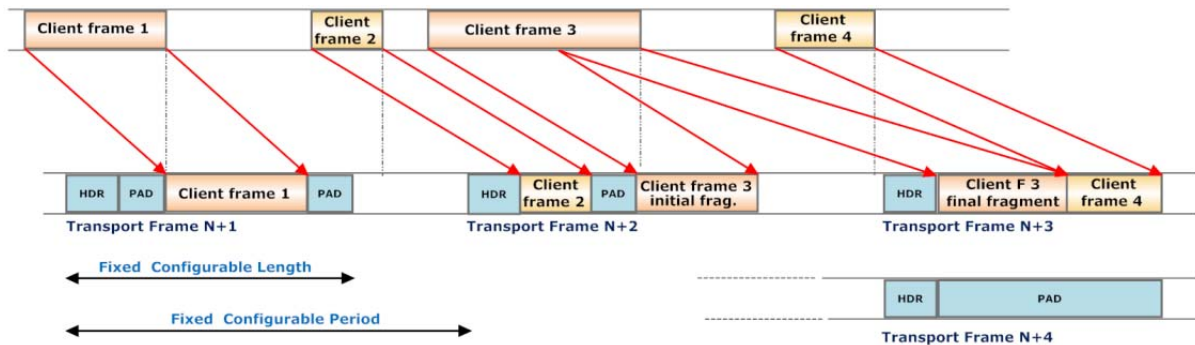 Client frame 1
Client
frame 2
Client frame 3
Client
frame 4
HDR
PAD
Client frame 1
PAD
HDR
Client
frame 2
PAD
Client frame 3
initial frag.
HDR
Client F 3
final fragment
Client
frame 4
Transport Frame N+1
Transport Frame N+2
Transport Frame N+3
Fixed Configurable Length
Fixed Configurable Period
HDR
PAD
Transport Frame N+4